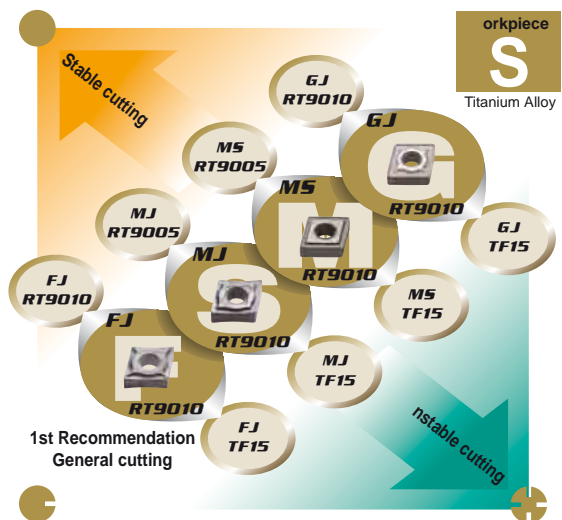 orkpiece
S
Titanium Alloy
Stable cutting
GJ
RT9010
GJ
G
RT9010
MS
RT9005
MS
M
RT9010
GJ
TF15
MJ
RT9005
MJ
S
RT9010
MS
TF15
FJ
RT9010
FJ
F
RT9010
MJ
TF15
FJ
TF15
nstable cutting
1st Recommendation
General cutting